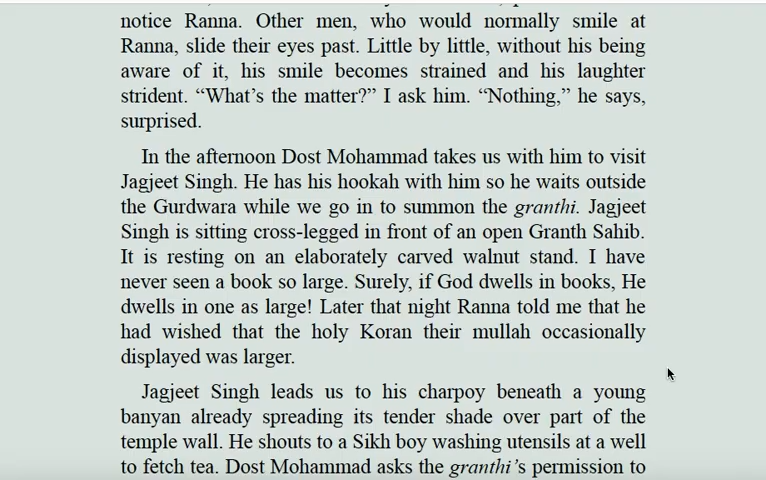 notice Ranna. Other men, who would normally smile at
Ranna, slide their eyes past. Little by little, without his being
aware of it, his smile becomes strained and his laughter
strident. “What’s the matter?” I ask him. “Nothing,” he says,
surprised.
In the afternoon Dost Mohammad takes us with him to visit
Jagjeet Singh. He has his hookah with him so he waits outside
the Gurdwara while we go in to summon the granthi. Jagjeet
Singh is sitting cross-legged in front of an open Granth Sahib.
It is resting on an elaborately carved walnut stand. I have
never seen a book so large. Surely, if God dwells in books, He
dwells in one as large! Later that night Ranna told me that he
had wished that the holy Koran their mullah occasionally
displayed was larger.
Jagjeet Singh leads us to his charpoy beneath a young
banyan already spreading its tender shade over part of the
temple wall. He shouts to a Sikh boy washing utensils at a well
to fetch tea. Dost Mohammad asks the granthi’s permission to